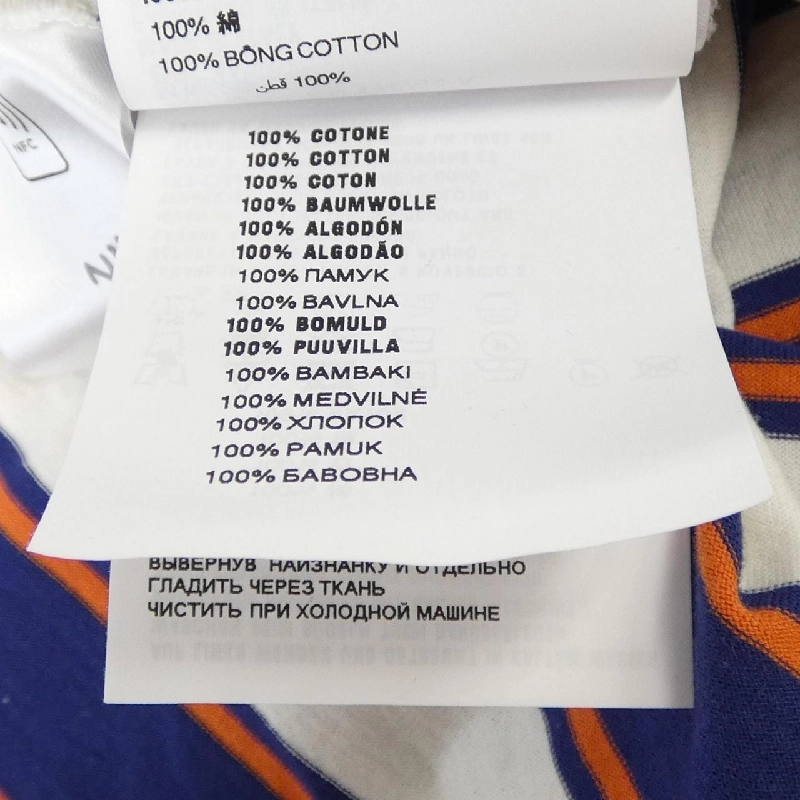 100% 綿
100% BÔNG COTTON
100% قطن
100% COTONE
100% COTTON
100% COTON
100% BAUMWOLLE
100% ALGODÓN
100% ALGODÃO
100% ПАМУК
100% BAVLNA
100% BOMULD
100% PUUVILLA
100% BAMBAKI
100% MEDVILNĖ
100% ХЛОПОК
100% PAMUK
100% БАВОВНА
ВЫВЕРНУВ НАИЗНАНКУ И ОТДЕЛЬНО
ГЛАДИТЬ ЧЕРЕЗ ТКАНЬ
ЧИСТИТЬ ПРИ ХОЛОДНОЙ МАШИНЕ
NFC